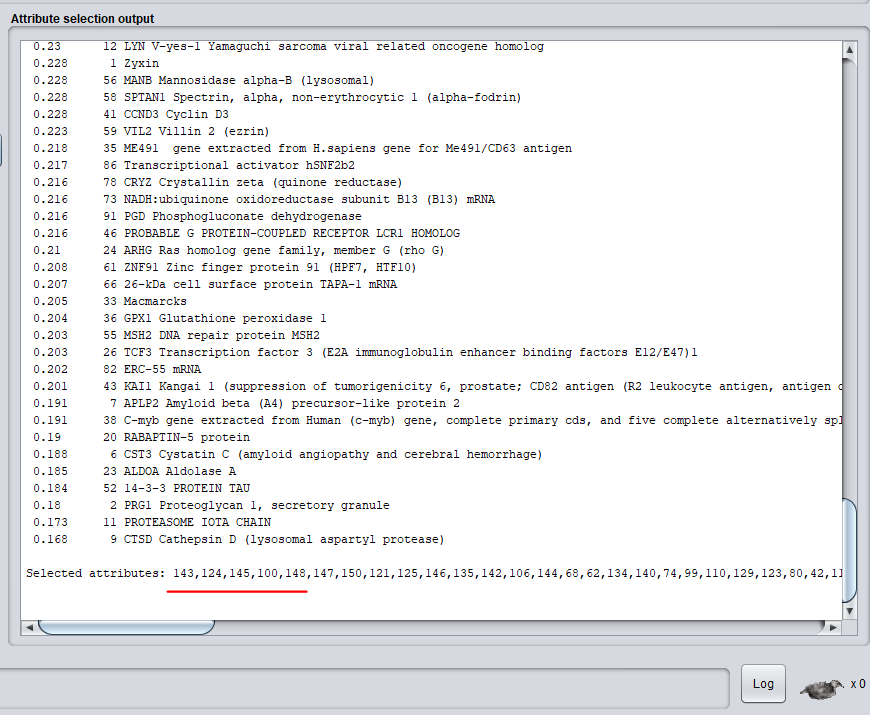 Attribute selection output
0.23 12 LYN V-yes-1 Yamaguchi sarcoma viral related oncogene homolog
0.228 1 Zyxin
0.228 56 MANB Mannosidase alpha-B (lysosomal)
0.228 58 SPTAN1 Spectrin, alpha, non-erythrocytic 1 (alpha-fodrin)
0.228 41 CCND3 Cyclin D3
0.223 59 VIL2 Villin 2 (ezrin)
0.218 35 ME491  gene extracted from H.sapiens gene for Me491/CD63 antigen
0.217 86 Transcriptional activator hSNF2b2
0.216 78 CRYZ Crystallin zeta (quinone reductase)
0.216 73 NADH:ubiquinone oxidoreductase subunit B13 (B13) mRNA
0.216 91 PGD Phosphogluconate dehydrogenase
0.216 46 PROBABLE G PROTEIN-COUPLED RECEPTOR LCR1 HOMOLOG
0.21 24 ARHG Ras homolog gene family, member G (rho G)
0.208 61 ZNF91 Zinc finger protein 91 (HPF7, HTF10)
0.207 66 26-kDa cell surface protein TAPA-1 mRNA
0.205 33 Macmarcks
0.204 36 GPX1 Glutathione peroxidase 1
0.203 55 MSH2 DNA repair protein MSH2
0.203 26 TCF3 Transcription factor 3 (E2A immunoglobulin enhancer binding factors E12/E47)1
0.202 82 ERC-55 mRNA
0.201 43 KAI1 Kangai 1 (suppression of tumorigenicity 6, prostate; CD82 antigen (R2 leukocyte antigen, antigen
0.191 7 APLP2 Amyloid beta (A4) precursor-like protein 2
0.191 38 C-myb gene extracted from Human (c-myb) gene, complete primary cds, and five complete alternatively spl
0.19 20 RABAPTIN-5 protein
0.188 6 CST3 Cystatin C (amyloid angiopathy and cerebral hemorrhage)
0.185 23 ALDOA Aldolase A
0.184 52 14-3-3 PROTEIN TAU
0.18 2 PRG1 Proteoglycan 1, secretory granule
0.173 11 PROTEASOME IOTA CHAIN
0.168 9 CTSD Cathepsin D (lysosomal aspartyl protease)
Selected attributes: 143,124,145,100,148,147,150,121,125,146,135,142,106,144,68,62,134,140,74,99,110,129,123,80,42,11
Log
x 0